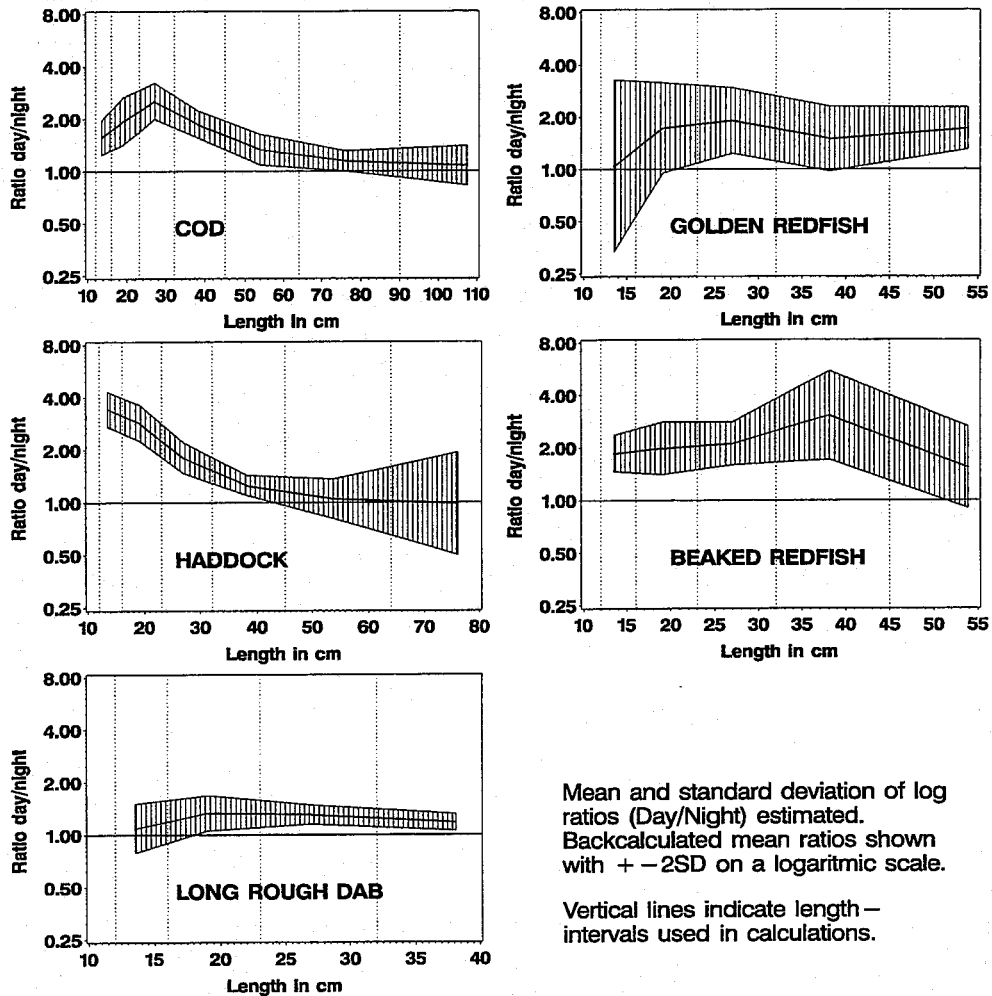 8.00
4.00
2.00
1.00
0.50
0.25
Ratio day/night
COD
10 20 30 40 50 60 70 80 90 100 110
Length in cm
8.00
4.00
2.00
1.00
0.50
0.25
Ratio day/night
GOLDEN REDFISH
10 15 20 25 30 35 40 45 50 55
Length in cm
8.00
4.00
2.00
1.00
0.50
0.25
Ratio day/night
HADDOCK
10 20 30 40 50 60 70 80
Length in cm
8.00
4.00
2.00
1.00
0.50
0.25
Ratio day/night
BEAKED REDFISH
10 15 20 25 30 35 40 45 50 55
Length in cm
8.00
4.00
2.00
1.00
0.50
0.25
Ratio day/night
LONG ROUGH DAB
10 15 20 25 30 35 40
Length in cm
Mean and standard deviation of log
ratios (Day/Night) estimated.
Backcalculated mean ratios shown
with +−2SD on a logaritmic scale.
Vertical lines indicate length−
intervals used in calculations.